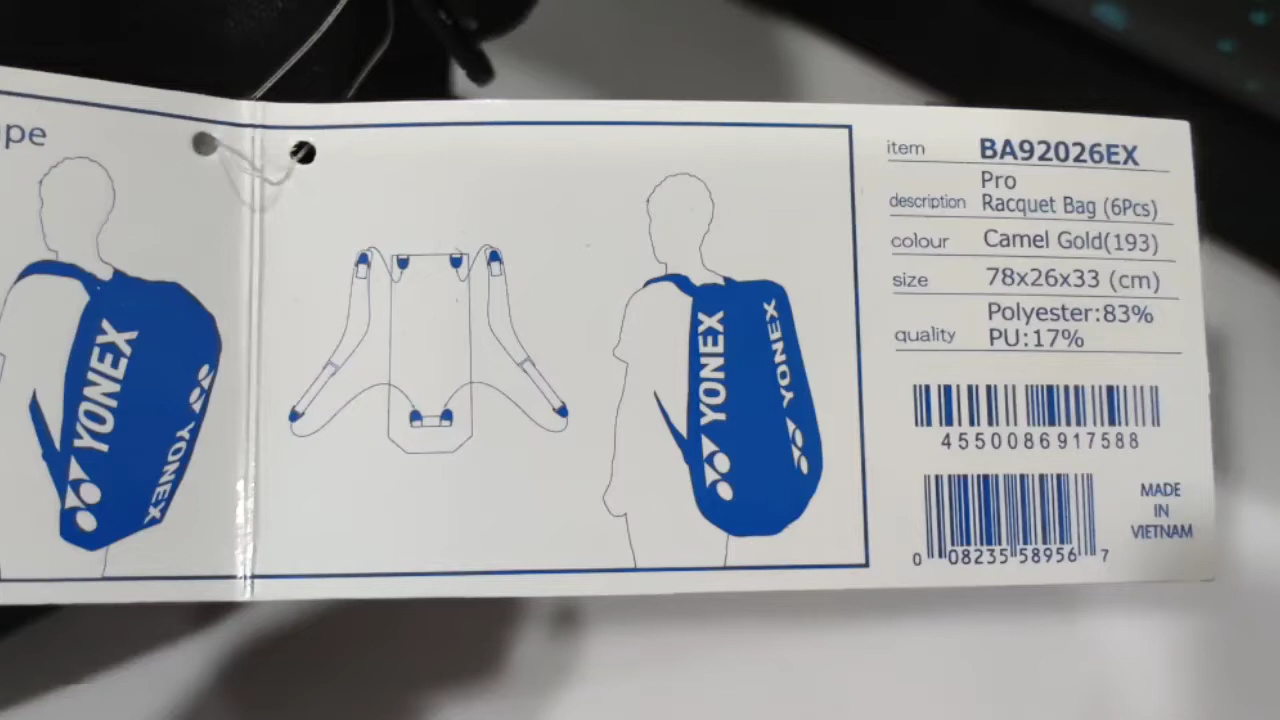 pe
YONEX
YONEX
YONEX
YONEX
item BA92026EX
description Pro
Racquet Bag (6Pcs)
colour Camel Gold(193)
size 78x26x33 (cm)
quality Polyester:83%
PU:17%
4550086917588
0 08235 58956 7
MADE
IN
VIETNAM